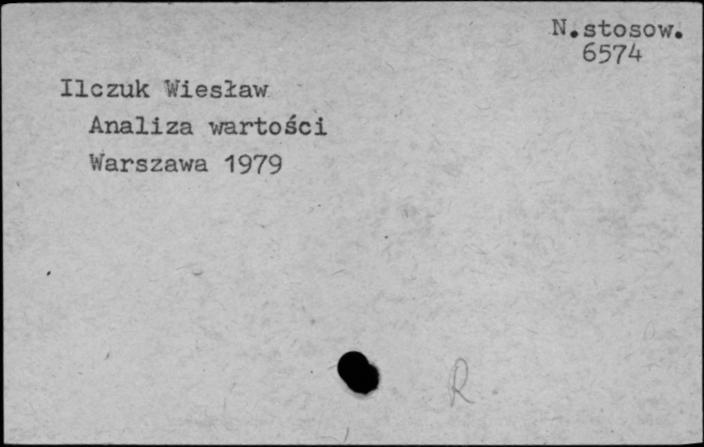 N.stosow.
6574
Ilczuk Wiesław
Analiza wartości
Warszawa 1979
R